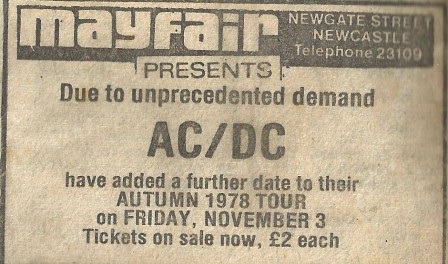 mayfair
NEWGATE STREET
NEWCASTLE
Telephone 23109
PRESENTS
Due to unprecedented demand
AC/DC
have added a further date to their
AUTUMN 1978 TOUR
on FRIDAY, NOVEMBER 3
Tickets on sale now, £2 each